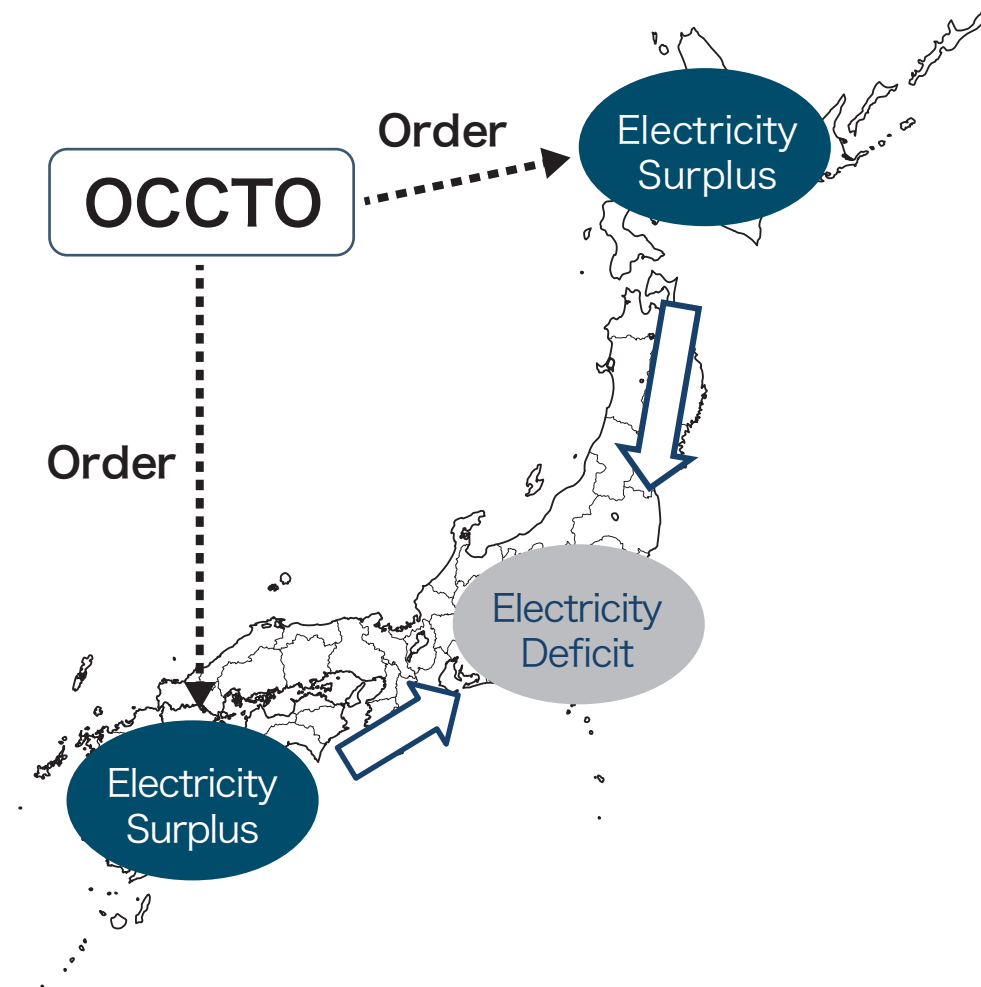 Order
Electricity
Surplus
OCCTO
Order
Electricity
Deficit
Electricity
Surplus